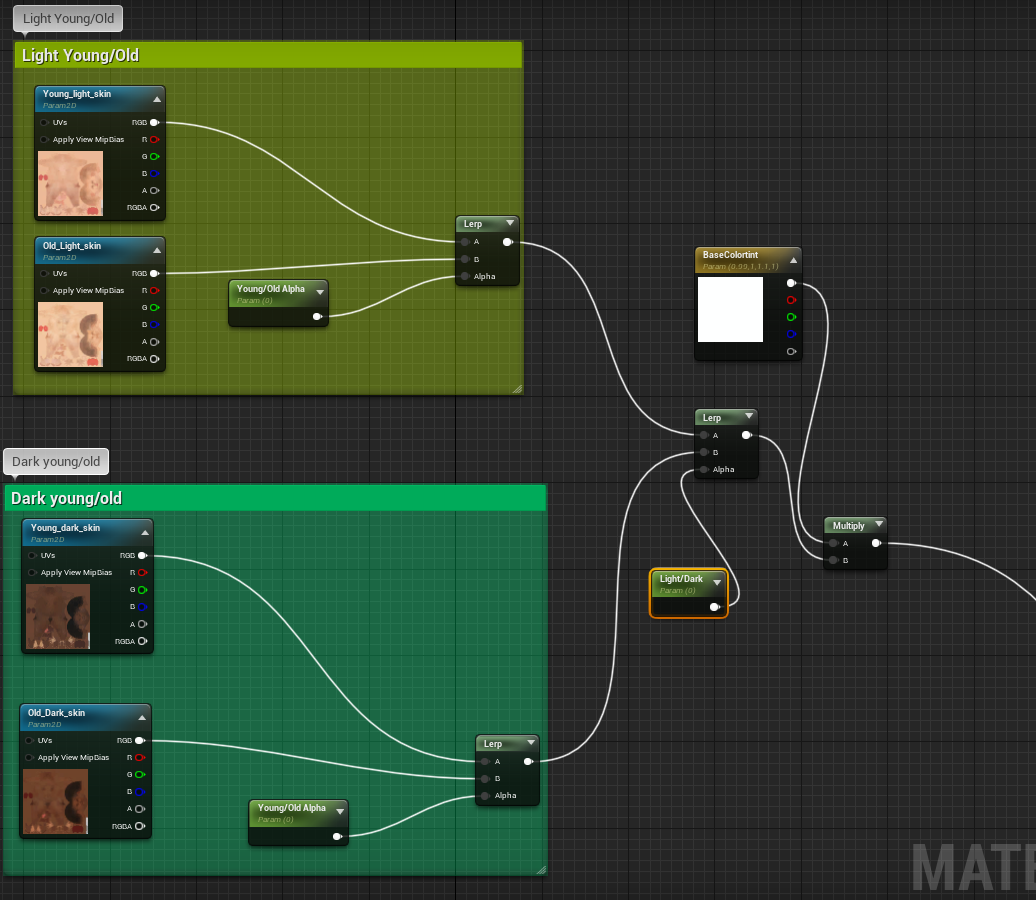 Light Young/Old
Light Young/Old
Young_light_skin
Param2D
UVs
RGB
Apply View MipBias
R
G
B
A
RGBA
Old_Light_skin
Param2D
UVs
RGB
Apply View MipBias
R
G
B
A
RGBA
Young/Old Alpha
Param (0)
Lerp
A
B
Alpha
BaseColortint
Param (0.99,1,1,1,1)
Lerp
A
B
Alpha
Multiply
A
B
Light/Dark
Param (0)
Dark young/old
Dark young/old
Young_dark_skin
Param2D
UVs
RGB
Apply View MipBias
R
G
B
A
RGBA
Old_Dark_skin
Param2D
UVs
RGB
Apply View MipBias
R
G
B
A
RGBA
Young/Old Alpha
Param (0)
Lerp
A
B
Alpha
MATE